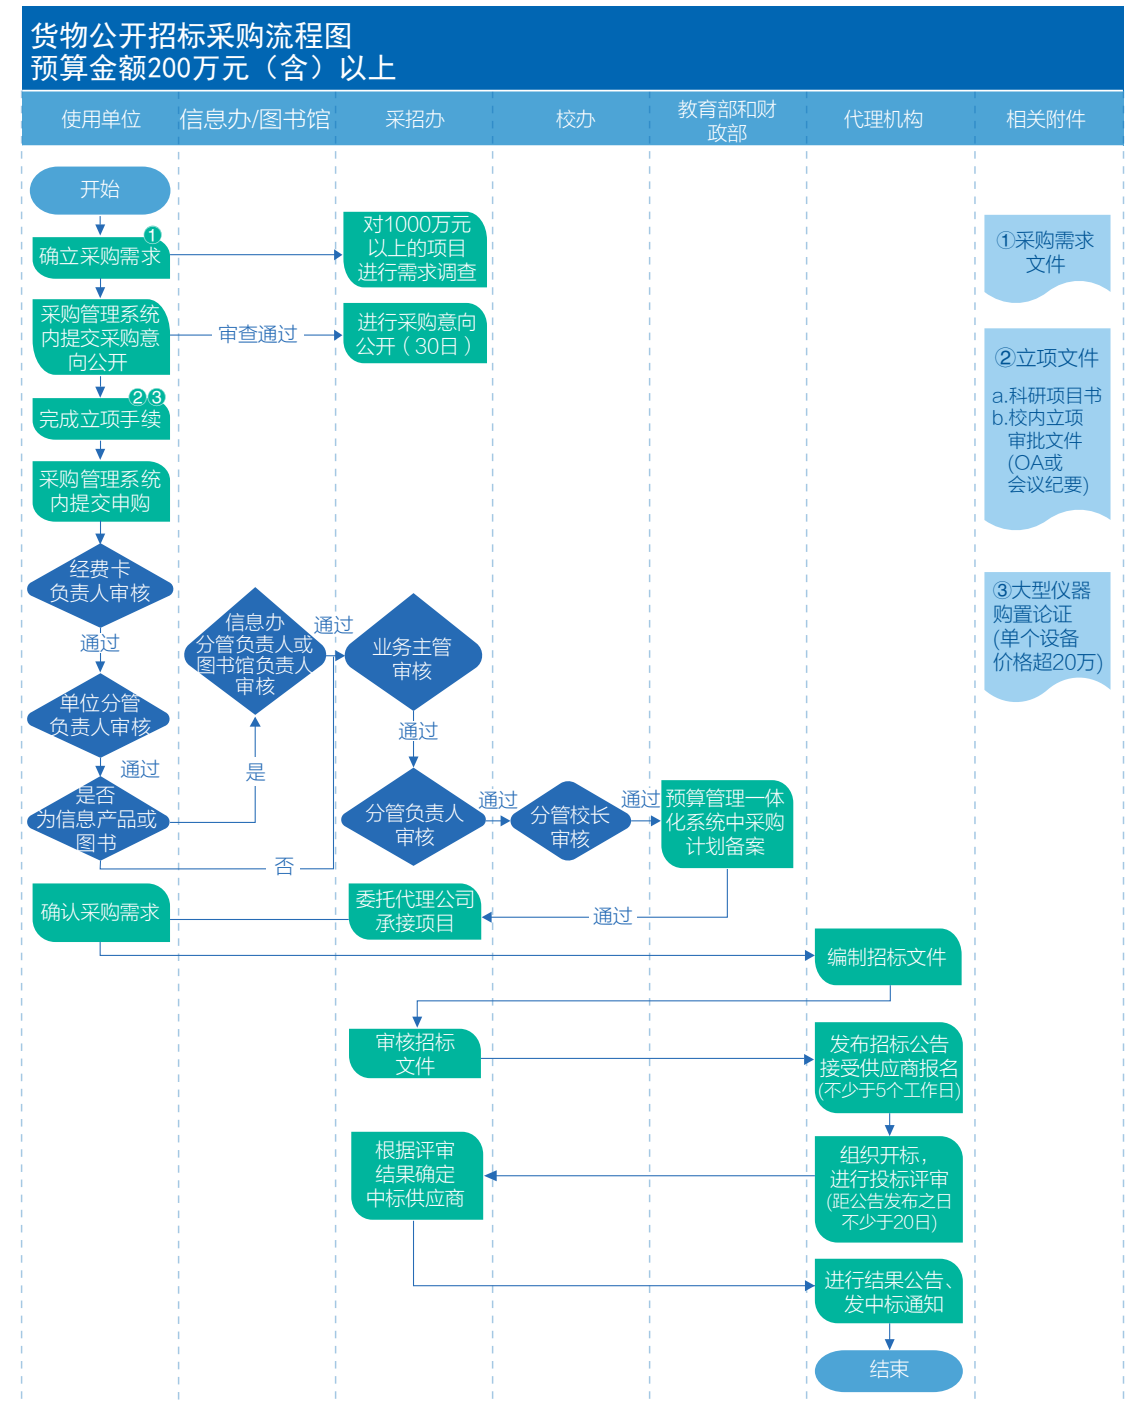 货物公开招标采购流程图
预算金额200万元（含）以上
使用单位
信息办/图书馆
采招办
校办
教育部和财
政部
代理机构
相关附件
开始
①
确立采购需求
对1000万元
以上的项目
进行需求调查
①采购需求
文件
采购管理系统
内提交采购意
向公开
审查通过
进行采购意向
公开（30日）
②③
完成立项手续
②立项文件
a.科研项目书
b.校内立项
审批文件
(OA或
会议纪要)
采购管理系统
内提交申购
经费卡
负责人审核
通过
③大型仪器
购置论证
(单个设备
价格超20万)
信息办
分管负责人或
图书馆负责人
审核
通过
业务主管
审核
通过
单位分管
负责人审核
通过
是
是否
为信息产品或
图书
否
分管负责人
审核
通过
分管校长
审核
通过
预算管理一体
化系统中采购
计划备案
通过
委托代理公司
承接项目
确认采购需求
编制招标文件
审核招标
文件
发布招标公告
接受供应商报名
(不少于5个工作日)
组织开标，
进行投标评审
(距公告发布之日
不少于20日)
根据评审
结果确定
中标供应商
进行结果公告、
发中标通知
结束